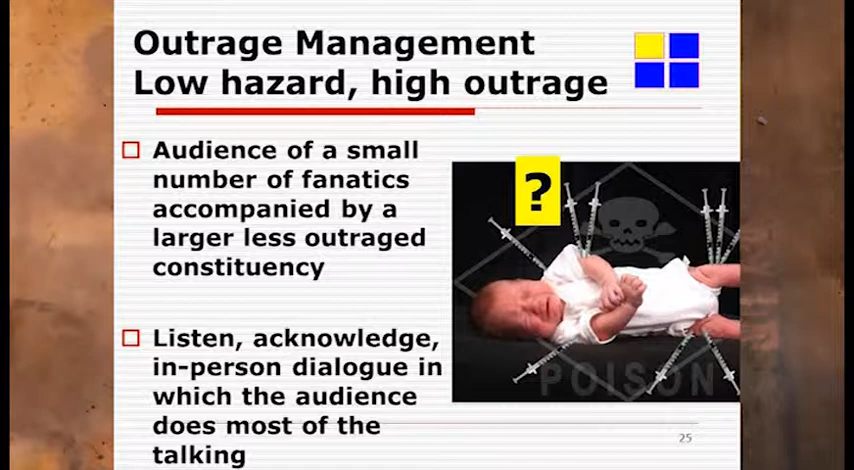 Outrage Management
Low hazard, high outrage
Audience of a small
number of fanatics
accompanied by a
larger less outraged
constituency
Listen, acknowledge,
in-person dialogue in
which the audience
does most of the
talking
?
POISON
25